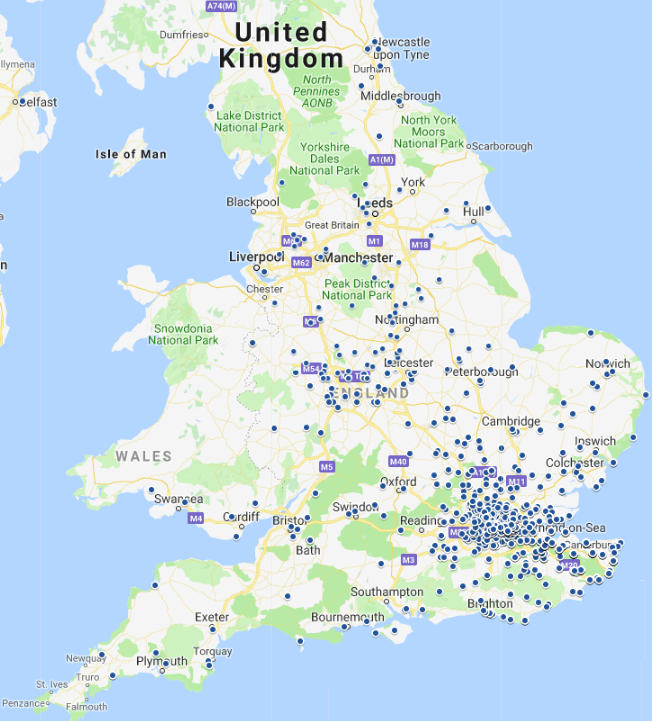 A74(M)
United
Kingdom
Dumfries
Newcastle
upon Tyne
llymena
Durham
North
Pennines
AONB
elfast
Middlesbrough
Lake District
National Park
North York
Moors
National Park
Scarborough
Isle of Man
Yorkshire
Dales
National Park
A1(M)
York
Blackpool
Leeds
Hull
Great Britain
M1
M18
Liverpool
M62
Manchester
Chester
Peak District
National Park
n
Snowdonia
National Park
Nottingham
M54
Leicester
Norwich
Peterborough
ENGLAND
Cambridge
Ipswich
WALES
M5
M40
Colchester
M11
Oxford
Swansea
Swindon
M4
Cardiff
Bristol
Reading
on-Sea
Bath
M3
Canterbury
M20
Southampton
Brighton
Exeter
Bournemouth
Torquay
Newquay
Plymouth
St. Ives
Truro
Penzance
Falmouth